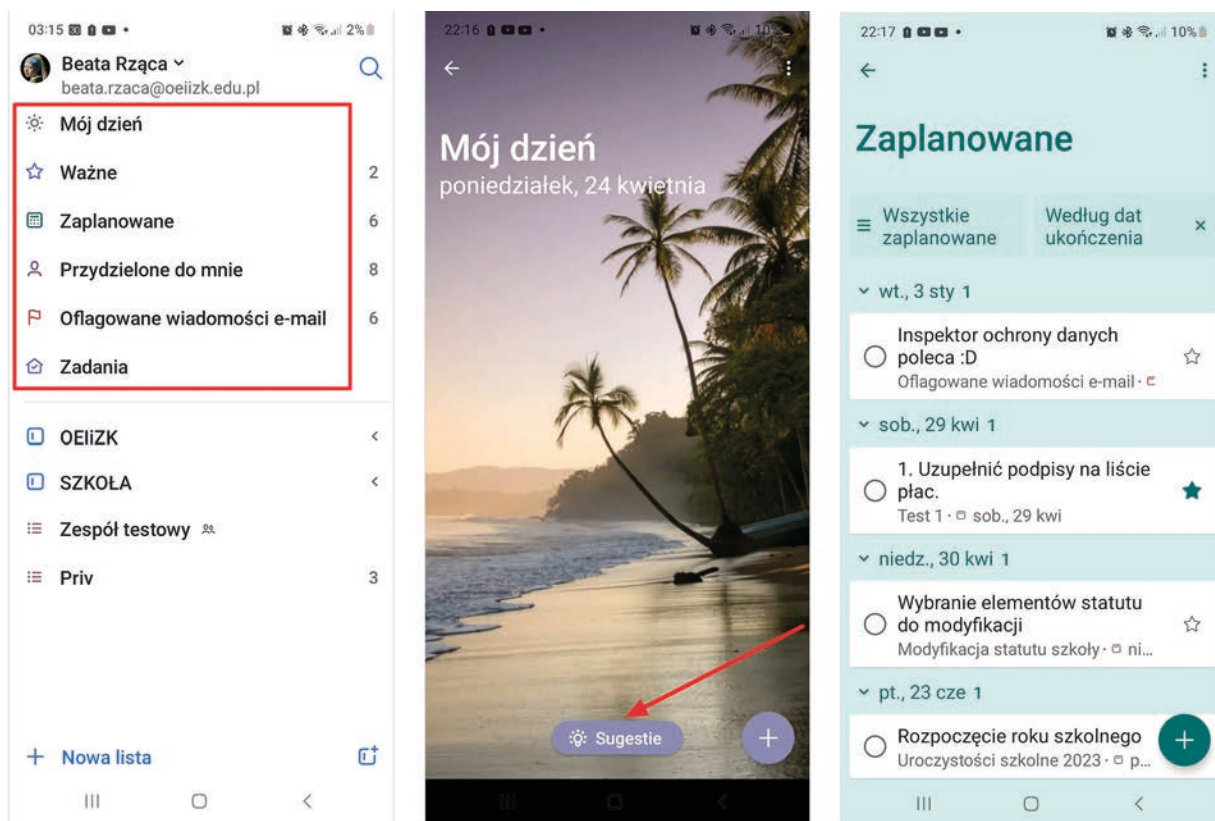 03:15 2%
Beata Rząca
beata.rzaca@oeiizk.edu.pl
Mój dzień
Ważne 2
Zaplanowane 6
Przydzielone do mnie 8
Oflagowane wiadomości e-mail 6
Zadania
OEIiZK
SZKOŁA
Zespół testowy
Priv 3
+ Nowa lista
22:16 10%
Mój dzień
poniedziałek, 24 kwietnia
Sugestie
22:17 10%
Zaplanowane
Wszystkie
zaplanowane
Według dat
ukończenia
wt., 3 sty 1
Inspektor ochrony danych
poleca :D
Oflagowane wiadomości e-mail ·
sob., 29 kwi 1
1. Uzupełnić podpisy na liście
płac.
Test 1 · sob., 29 kwi
niedz., 30 kwi 1
Wybranie elementów statutu
do modyfikacji
Modyfikacja statutu szkoły · ni...
pt., 23 cze 1
Rozpoczęcie roku szkolnego
Uroczystości szkolne 2023 · p...